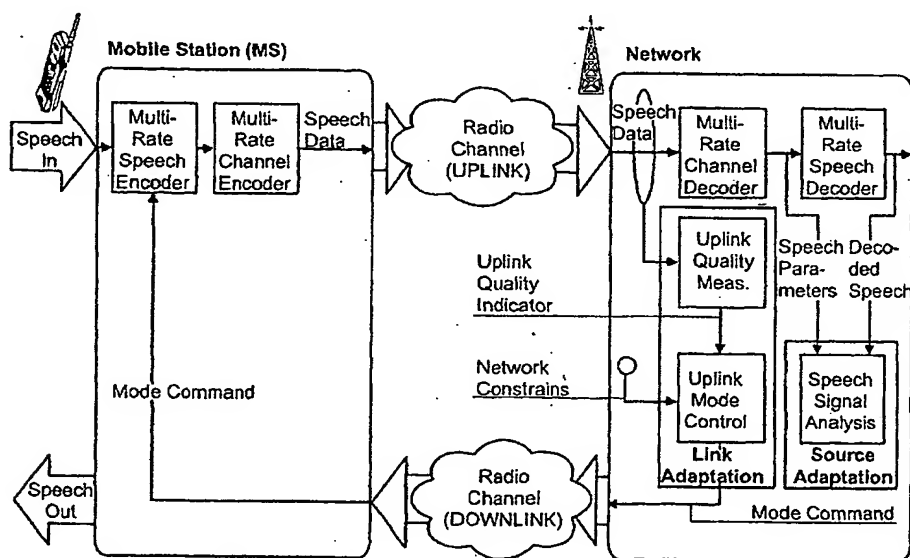 Mobile Station (MS)
Network
Speech
In
Multi-
Rate
Speech
Encoder
Multi-
Rate
Channel
Encoder
Speech
Data
Radio
Channel
(UPLINK)
Speech
Data
Multi-
Rate
Channel
Decoder
Multi-
Rate
Speech
Decoder
Uplink
Quality
Indicator
Uplink
Quality
Meas.
Speech
Para-
meters
Deco-
ded
Speech
Network
Constrains
Uplink
Mode
Control
Speech
Signal
Analysis
Link
Adaptation
Source
Adaptation
Mode Command
Speech
Out
Radio
Channel
(DOWNLINK)
Mode Command